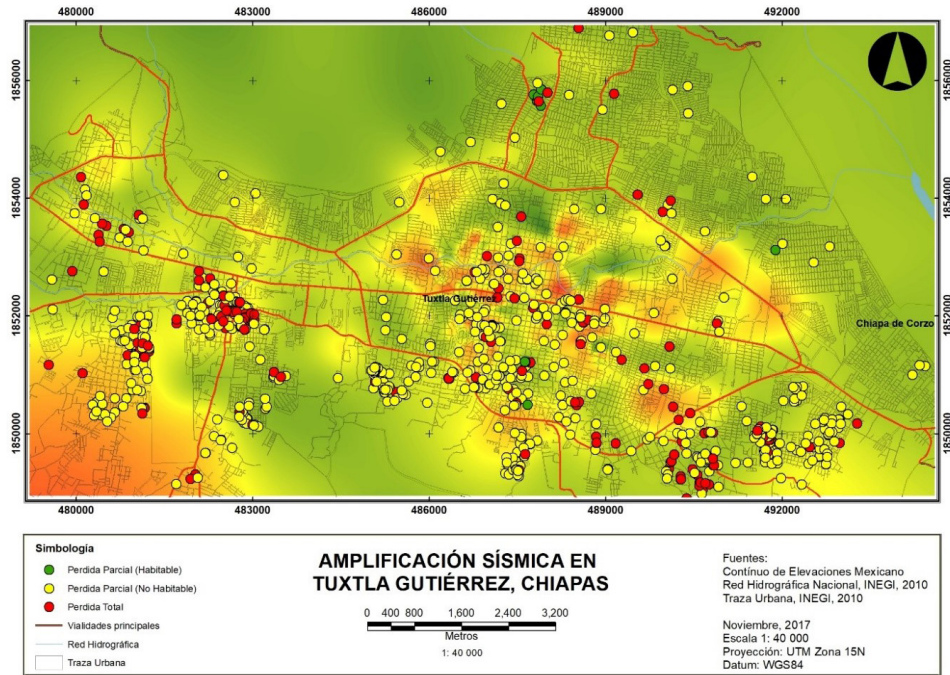 480000 483000 486000 489000 492000
1856000 1856000
1854000 1854000
Tuxtla Gutiérrez
1852000 1852000
Chiapa de Corzo
1850000 1850000
480000 483000 486000 489000 492000
Simbología
Perdida Parcial (Habitable)
Perdida Parcial (No Habitable)
Perdida Total
Vialidades principales
Red Hidrográfica
Traza Urbana
AMPLIFICACIÓN SÍSMICA EN
TUXTLA GUTIÉRREZ, CHIAPAS
0 400 800 1,600 2,400 3,200
Metros
1: 40 000
Fuentes:
Contínuo de Elevaciones Mexicano
Red Hidrográfica Nacional, INEGI, 2010
Traza Urbana, INEGI, 2010
Noviembre, 2017
Escala 1: 40 000
Proyección: UTM Zona 15N
Datum: WGS84